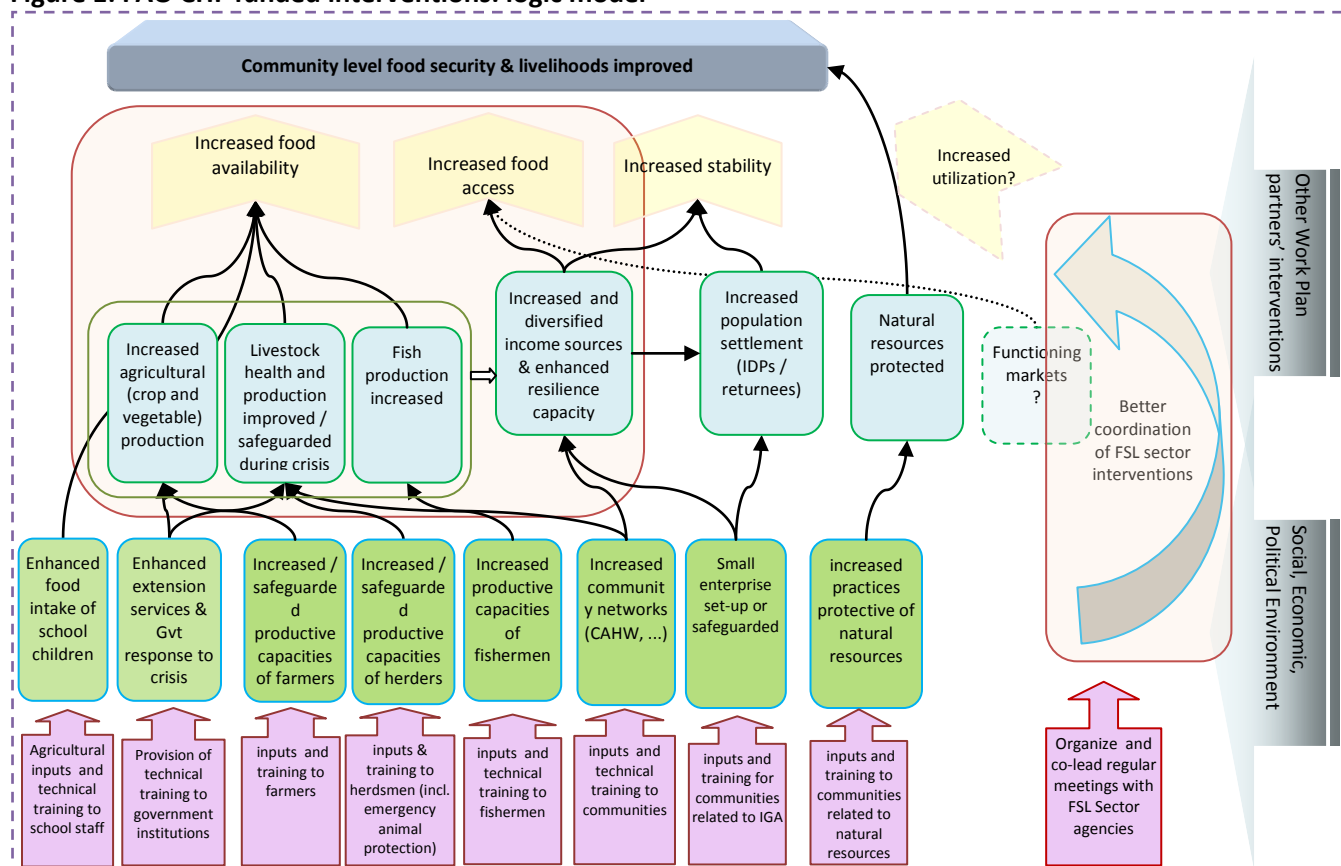 Figure 2: FAO CHF-funded interventions: logic model
Community level food security & livelihoods improved
Increased food
availability
Increased food
access
Increased stability
Increased
utilization?
Increased agricultural
(crop and
vegetable)
production
Livestock
health and
production
improved /
safeguarded
during crisis
Fish
production
increased
Increased and
diversified
income sources
& enhanced
resilience
capacity
Increased
population
settlement
(IDPs /
returnees)
Natural
resources
protected
Functioning
markets
?
Better
coordination
of FSL sector
interventions
Other Work Plan
partners' interventions
Social, Economic,
Political Environment
Enhanced
food
intake of
school
children
Enhanced
extension
services &
Gvt
response to
crisis
Increased /
safeguarde
d
productive
capacities
of farmers
Increased /
safeguarde
d
productive
capacities
of herders
Increased
productive
capacities
of
fishermen
Increased
communit
y networks
(CAHW, ...)
Small
enterprise
set-up or
safeguarded
increased
practices
protective of
natural
resources
Agricultural
inputs and
technical
training to
school staff
Provision of
technical
training to
government
institutions
inputs and
training to
farmers
inputs &
training to
herdsmen (incl.
emergency
animal
protection)
inputs and
technical
training to
fishermen
inputs and
technical
training to
communities
inputs and
training for
communities
related to IGA
inputs and
training to
communities
related to
natural
resources
Organize and
co-lead regular
meetings with
FSL Sector
agencies